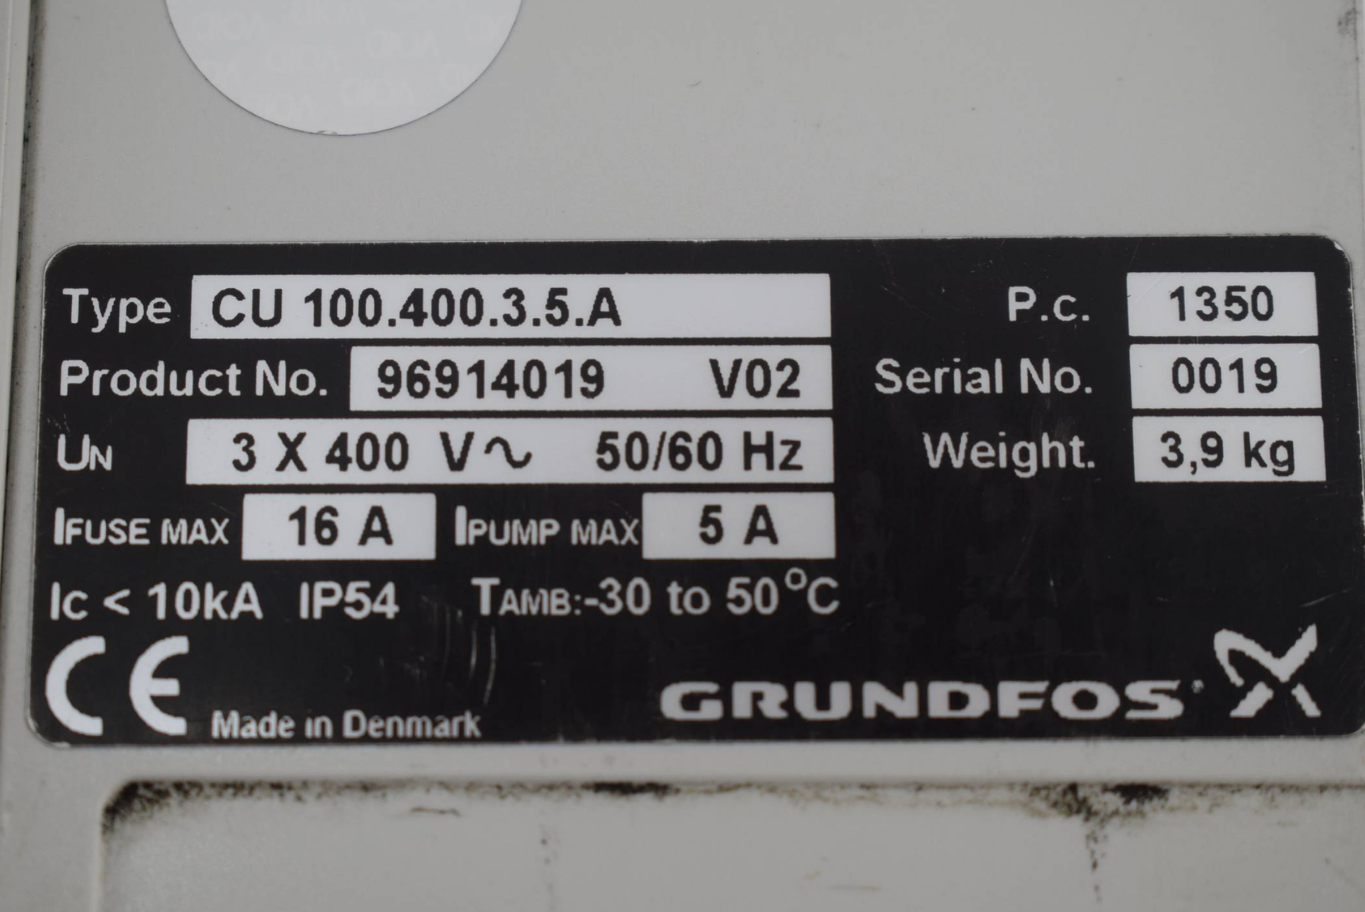 Type CU 100.400.3.5.A P.c. 1350
Product No. 96914019 V02 Serial No. 0019
UN 3 X 400 V~ 50/60 Hz Weight. 3,9 kg
IFUSE MAX 16 A IPUMP MAX 5 A
Ic < 10kA IP54 TAMB:-30 to 50°C
CE Made in Denmark GRUNDFOS